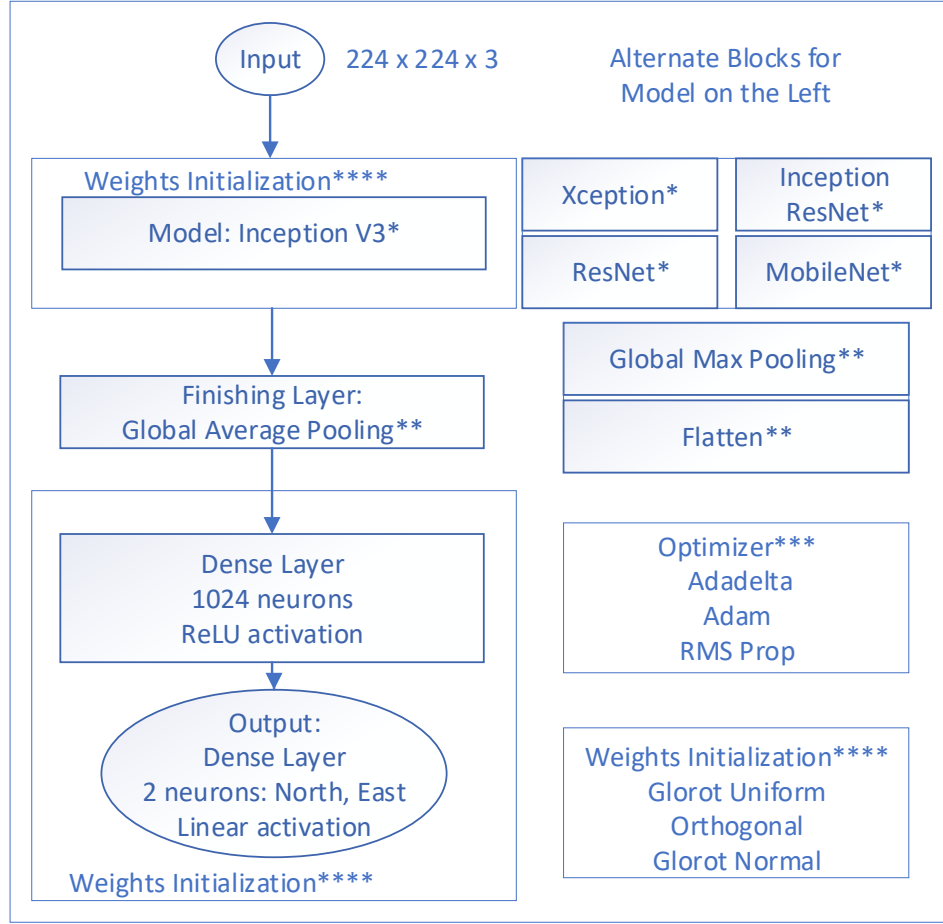 Input
224 x 224 x 3
Alternate Blocks for
Model on the Left
Weights Initialization****
Model: Inception V3*
Xception*
Inception
ResNet*
ResNet*
MobileNet*
Finishing Layer:
Global Average Pooling**
Global Max Pooling**
Flatten**
Dense Layer
1024 neurons
ReLU activation
Output:
Dense Layer
2 neurons: North, East
Linear activation
Weights Initialization****
Optimizer***
Adadelta
Adam
RMS Prop
Weights Initialization****
Glorot Uniform
Orthogonal
Glorot Normal